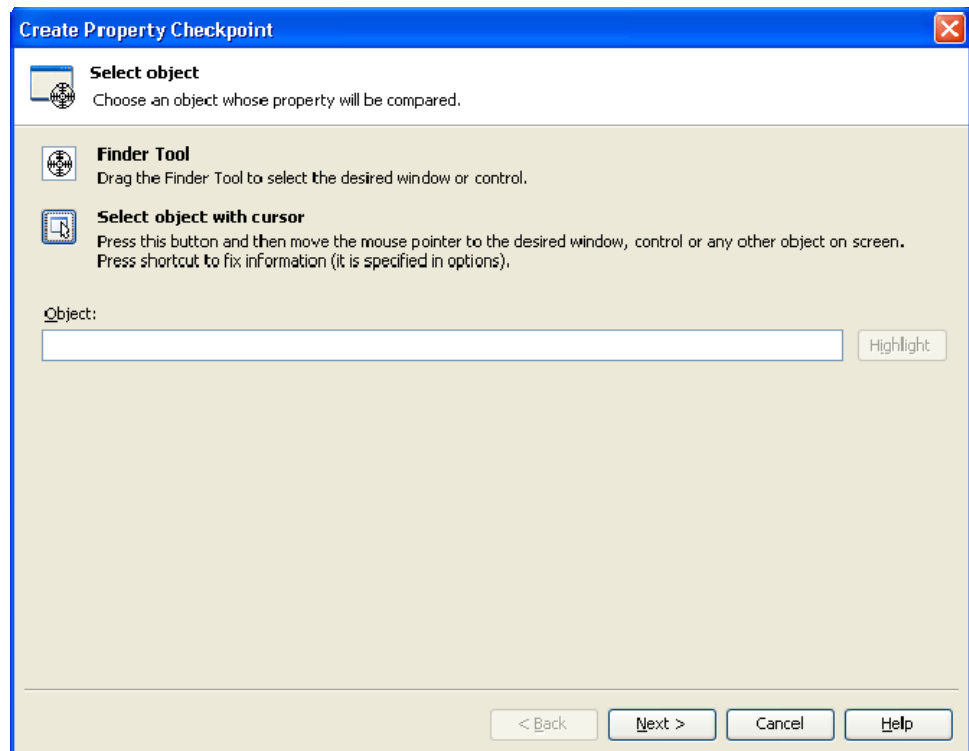 Create Property Checkpoint
Select object
Choose an object whose property will be compared.
Finder Tool
Drag the Finder Tool to select the desired window or control.
Select object with cursor
Press this button and then move the mouse pointer to the desired window, control or any other object on screen.
Press shortcut to fix information (it is specified in options).
Object:
Highlight
< Back Next > Cancel Help